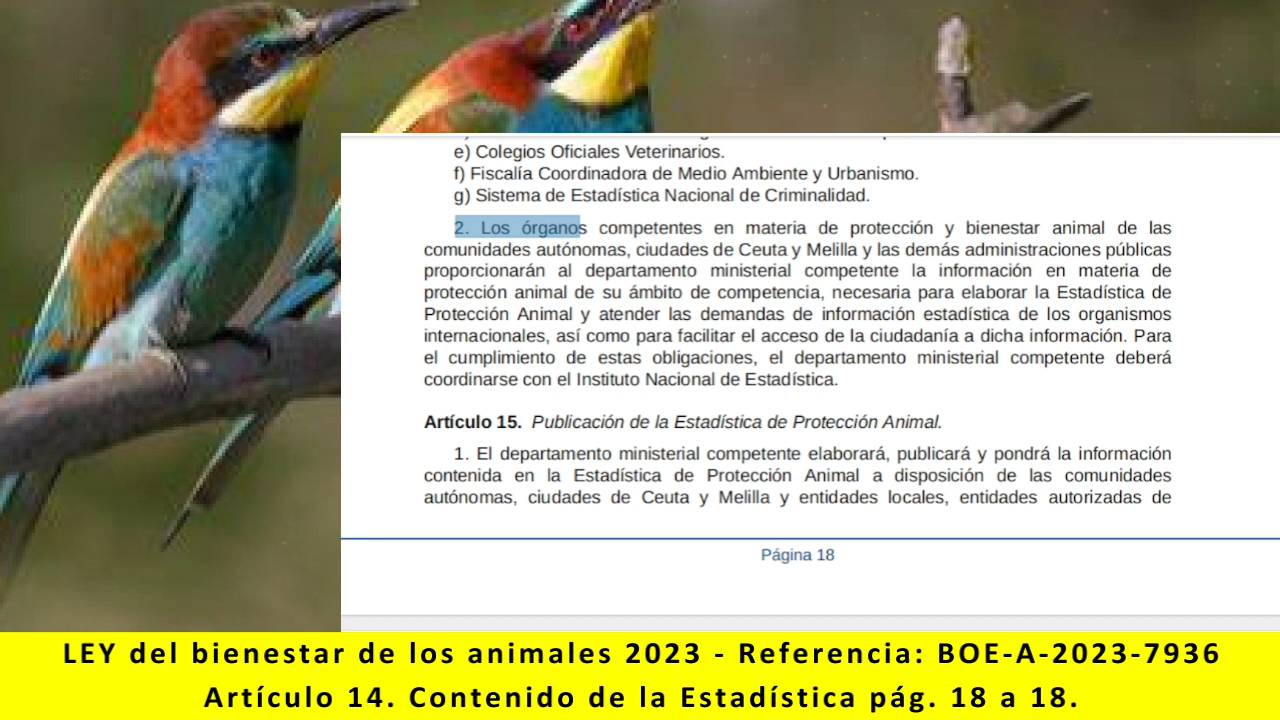 e) Colegios Oficiales Veterinarios.
f) Fiscalía Coordinadora de Medio Ambiente y Urbanismo.
g) Sistema de Estadística Nacional de Criminalidad.
2. Los órganos competentes en materia de protección y bienestar animal de las
comunidades autónomas, ciudades de Ceuta y Melilla y las demás administraciones públicas
proporcionarán al departamento ministerial competente la información en materia de
protección animal de su ámbito de competencia, necesaria para elaborar la Estadística de
Protección Animal y atender las demandas de información estadística de los organismos
internacionales, así como para facilitar el acceso de la ciudadanía a dicha información. Para
el cumplimiento de estas obligaciones, el departamento ministerial competente deberá
coordinarse con el Instituto Nacional de Estadística.
Artículo 15. Publicación de la Estadística de Protección Animal.
1. El departamento ministerial competente elaborará, publicará y pondrá la información
contenida en la Estadística de Protección Animal a disposición de las comunidades
autónomas, ciudades de Ceuta y Melilla y entidades locales, entidades autorizadas de
Página 18
LEY del bienestar de los animales 2023 - Referencia: BOE-A-2023-7936
Artículo 14. Contenido de la Estadística pág. 18 a 18.